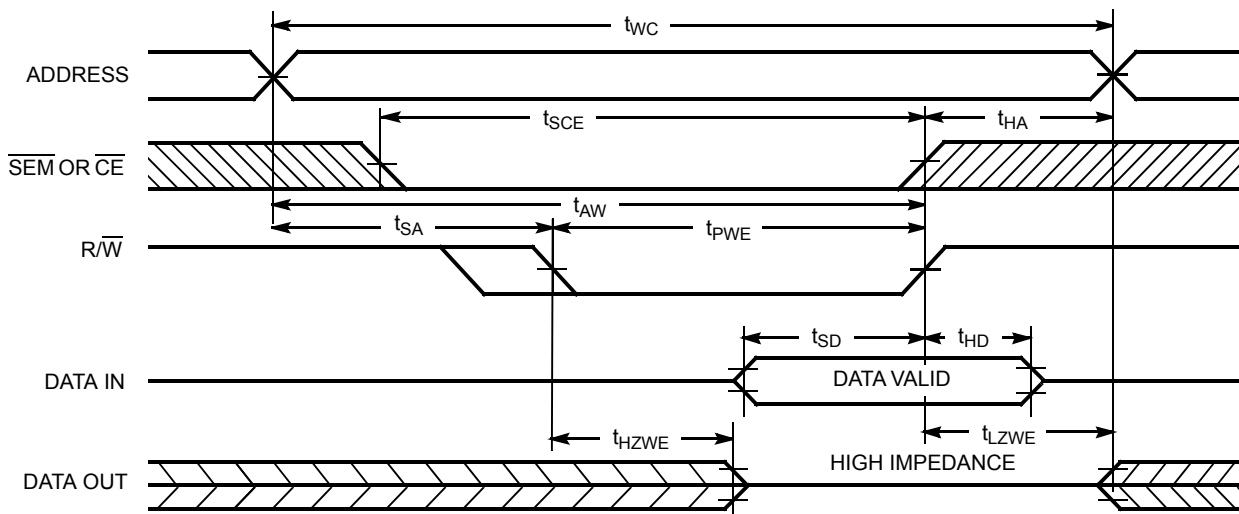 tWC
ADDRESS
tSCE
tHA
SEM OR CE
tAW
tSA
tPWE
R/W
tSD
tHD
DATA IN
DATA VALID
tHZWE
tLZWE
HIGH IMPEDANCE
DATA OUT